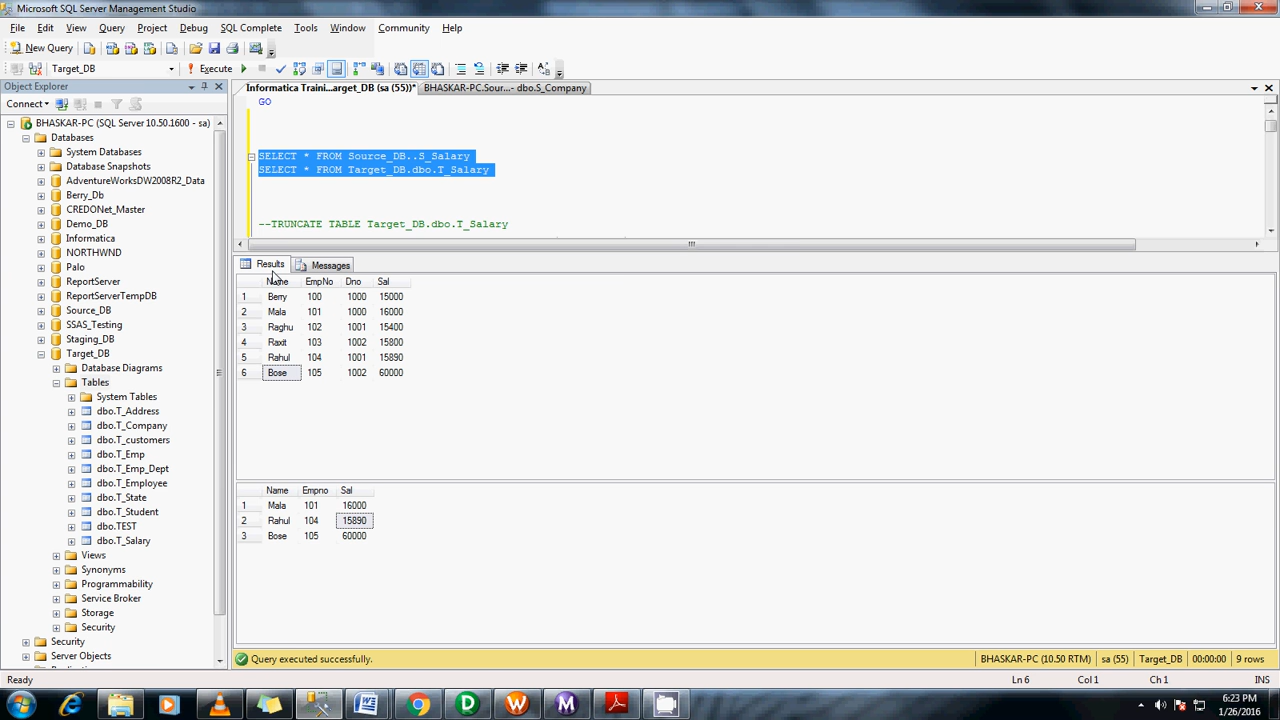 Microsoft SQL Server Management Studio
File Edit View Query Project Debug SQL Complete Tools Window Community Help
New Query
Target_DB Execute
Object Explorer
Informatica Traini...arget_DB (sa (55))* BHASKAR-PC.Sour...- dbo.S_Company
Connect
BHASKAR-PC (SQL Server 10.50.1600 - sa)
Databases
System Databases
Database Snapshots
AdventureWorksDW2008R2_Data
Berry_Db
CREDONet_Master
Demo_DB
Informatica
NORTHWND
Palo
ReportServer
ReportServerTempDB
Source_DB
SSAS_Testing
Staging_DB
Target_DB
Database Diagrams
Tables
System Tables
dbo.T_Address
dbo.T_Company
dbo.T_customers
dbo.T_Emp
dbo.T_Emp_Dept
dbo.T_Employee
dbo.T_State
dbo.T_Student
dbo.TEST
dbo.T_Salary
Views
Synonyms
Programmability
Service Broker
Storage
Security
Security
Server Objects
GO
SELECT * FROM Source_DB..S_Salary
SELECT * FROM Target_DB.dbo.T_Salary
--TRUNCATE TABLE Target_DB.dbo.T_Salary
Results Messages
Name EmpNo Dno Sal
1 Berry 100 1000 15000
2 Mala 101 1000 16000
3 Raghu 102 1001 15400
4 Raxit 103 1002 15800
5 Rahul 104 1001 15890
6 Bose 105 1002 60000
Name Empno Sal
1 Mala 101 16000
2 Rahul 104 15890
3 Bose 105 60000
Query executed successfully. BHASKAR-PC (10.50 RTM) sa (55) Target_DB 00:00:00 9 rows
Ready Ln 6 Col 1 Ch 1 INS
6:23 PM
1/26/2016